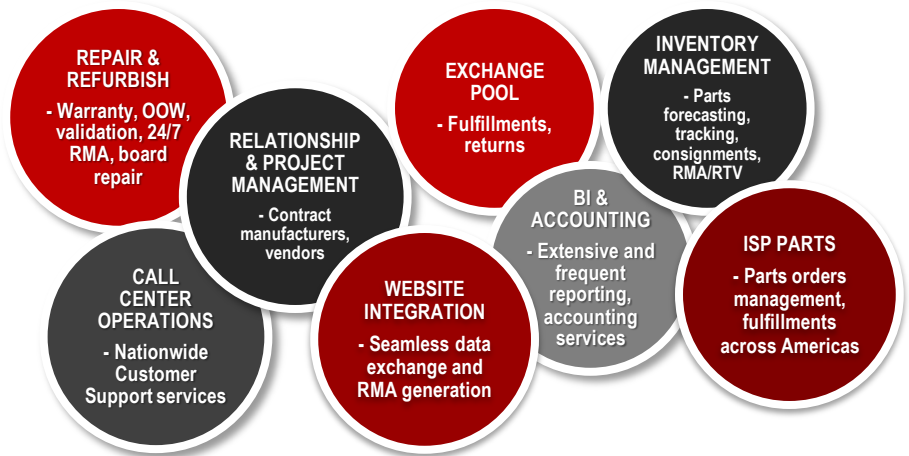 REPAIR &
REFURBISH
- Warranty, OOW,
validation, 24/7
RMA, board
repair
RELATIONSHIP
& PROJECT
MANAGEMENT
- Contract
manufacturers,
vendors
EXCHANGE
POOL
- Fulfillments,
returns
INVENTORY
MANAGEMENT
- Parts
forecasting,
tracking,
consignments,
RMA/RTV
CALL
CENTER
OPERATIONS
- Nationwide
Customer
Support services
WEBSITE
INTEGRATION
- Seamless data
exchange and
RMA generation
BI &
ACCOUNTING
- Extensive and
frequent
reporting,
accounting
services
ISP PARTS
- Parts orders
management,
fulfillments
across Americas